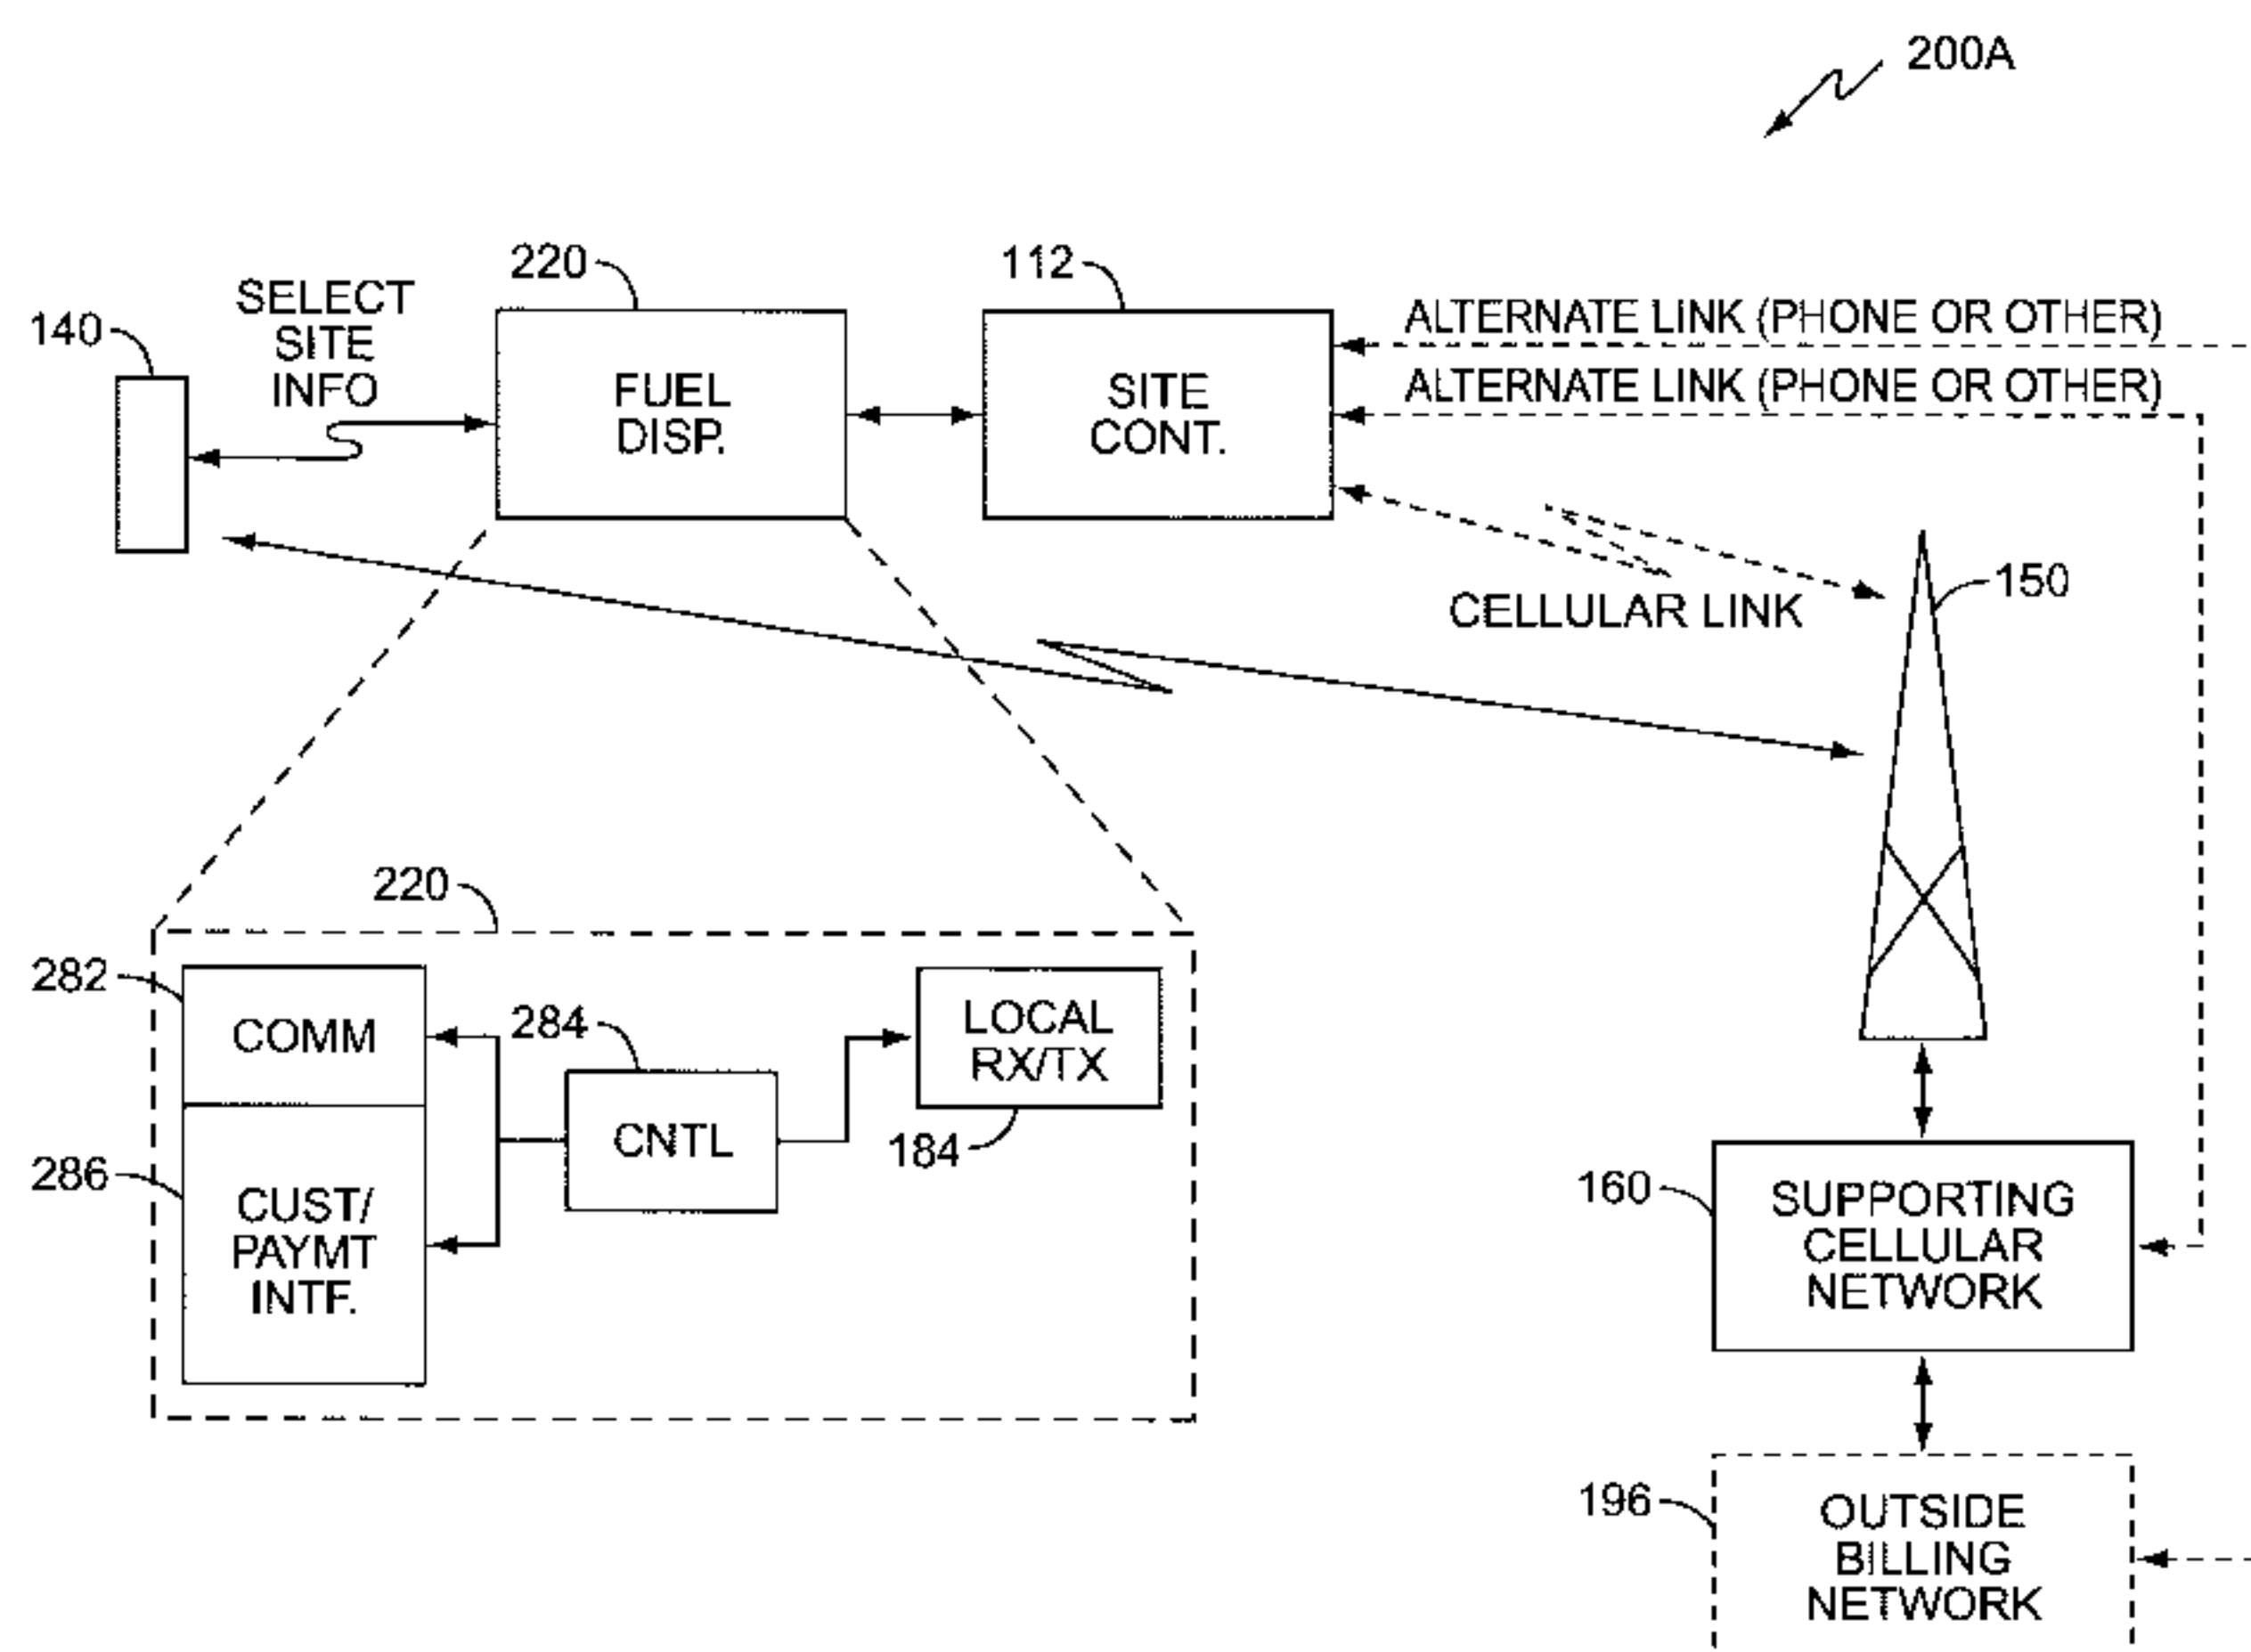 200A
220
112
140
SELECT
SITE
INFO
FUEL
DISP.
SITE
CONT.
ALTERNATE LINK (PHONE OR OTHER)
ALTERNATE LINK (PHONE OR OTHER)
CELLULAR LINK
150
220
282
COMM
284
CNTL
LOCAL
RX/TX
184
286
CUST/
PAYMT
INTF.
160
SUPPORTING
CELLULAR
NETWORK
196
OUTSIDE
BILLING
NETWORK